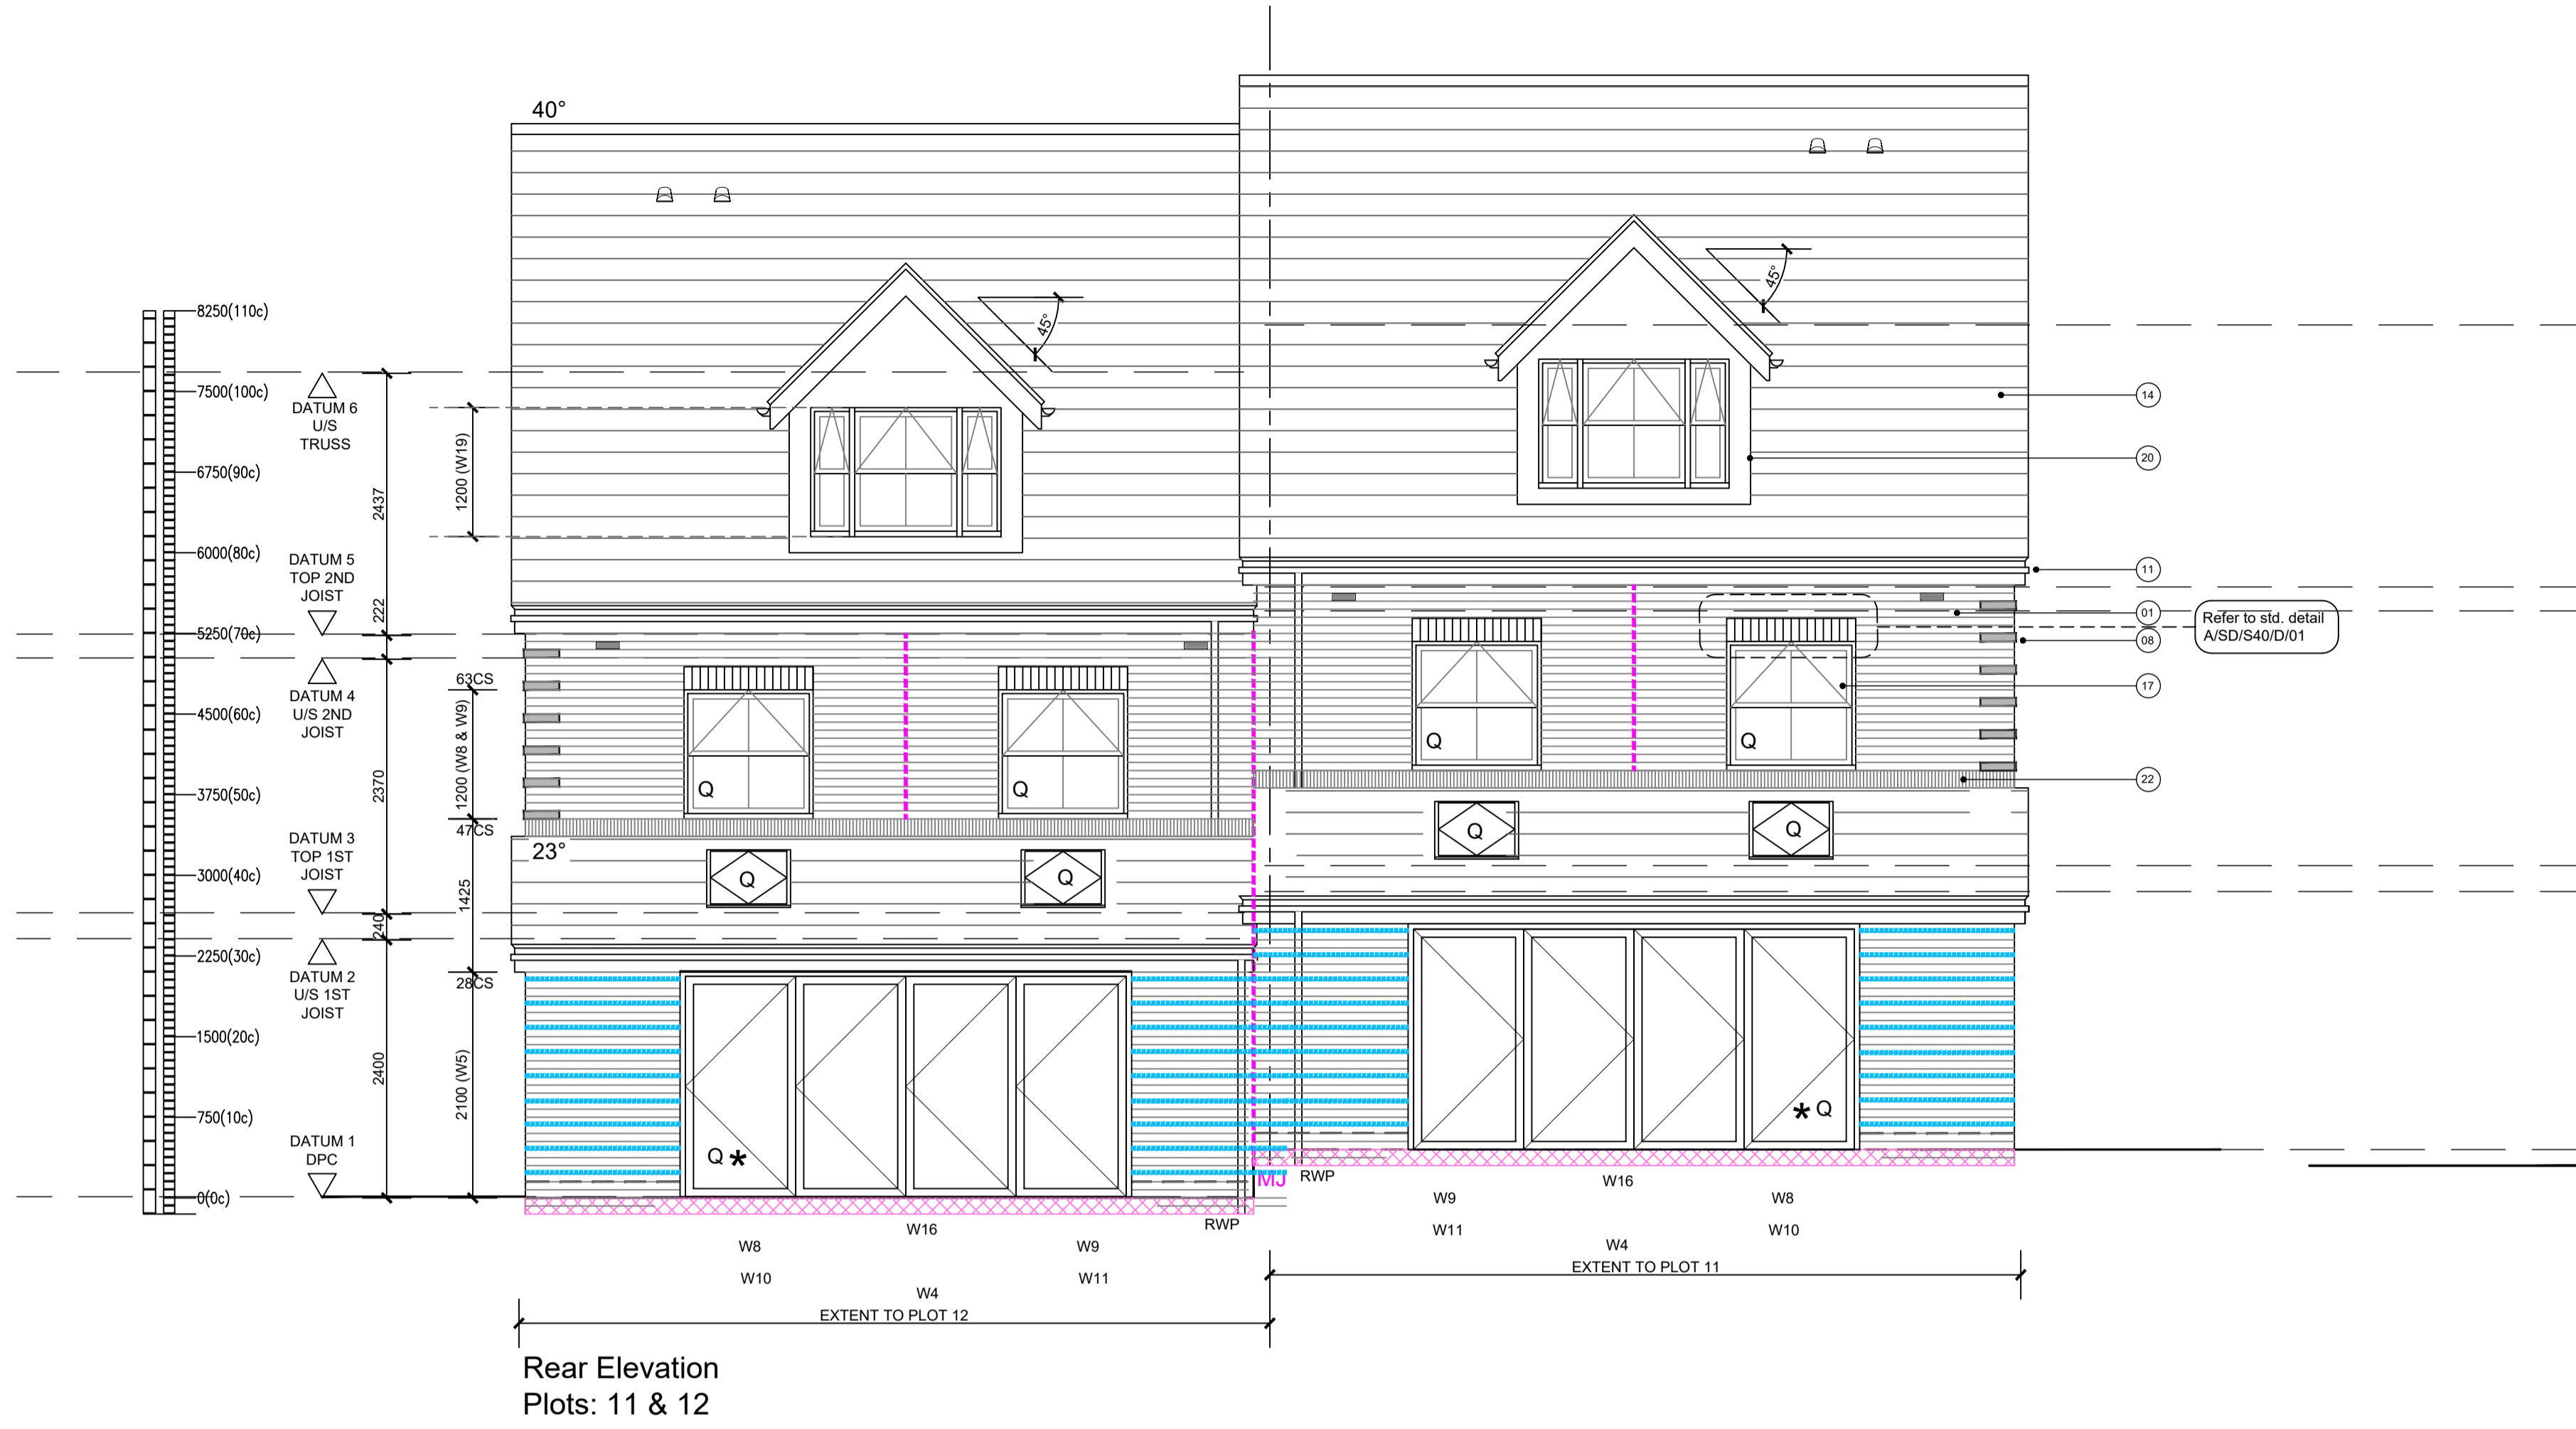 40°
8250(110c)
7500(100c)
6750(90c)
6000(80c)
5250(70c)
4500(60c)
3750(50c)
3000(40c)
2250(30c)
1500(20c)
750(10c)
0(0c)
DATUM 6
U/S
TRUSS
DATUM 5
TOP 2ND
JOIST
DATUM 4
U/S 2ND
JOIST
DATUM 3
TOP 1ST
JOIST
DATUM 2
U/S 1ST
JOIST
DATUM 1
DPC
2437
222
2370
240
2400
1200 (W19)
63CS
1200 (W8 & W9)
47CS
1425
28CS
2100 (W5)
45°
45°
23°
Q
Q
Q
Q
Q
Q
Q
Q
Q *
* Q
14
20
11
01
08
17
22
Refer to std. detail
A/SD/S40/D/01
MJ
RWP
W16
W9
W8
W11
W10
W4
EXTENT TO PLOT 11
RWP
W16
W8
W9
W10
W11
W4
EXTENT TO PLOT 12
Rear Elevation
Plots: 11 & 12